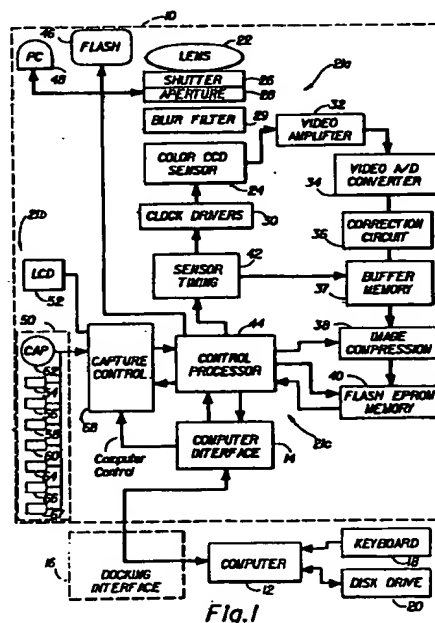 10
46
FLASH
PC
48
LENS
22
SHUTTER
26
APERTURE
28
BLUR FILTER
29
21a
32
VIDEO
AMPLIFIER
COLOR CCD
SENSOR
24
VIDEO A/D
CONVERTER
34
21b
CLOCK DRIVERS
30
CORRECTION
CIRCUIT
36
42
SENSOR
TIMING
BUFFER
MEMORY
37
LCD
52
50
44
38
IMAGE
COMPRESSION
CAP
CAPTURE
CONTROL
68
CONTROL
PROCESSOR
40
FLASH EPROM
MEMORY
Computer
Control
COMPUTER
INTERFACE
14
21c
16
DOCKING
INTERFACE
COMPUTER
12
KEYBOARD
18
DISK DRIVE
20
Fig.1